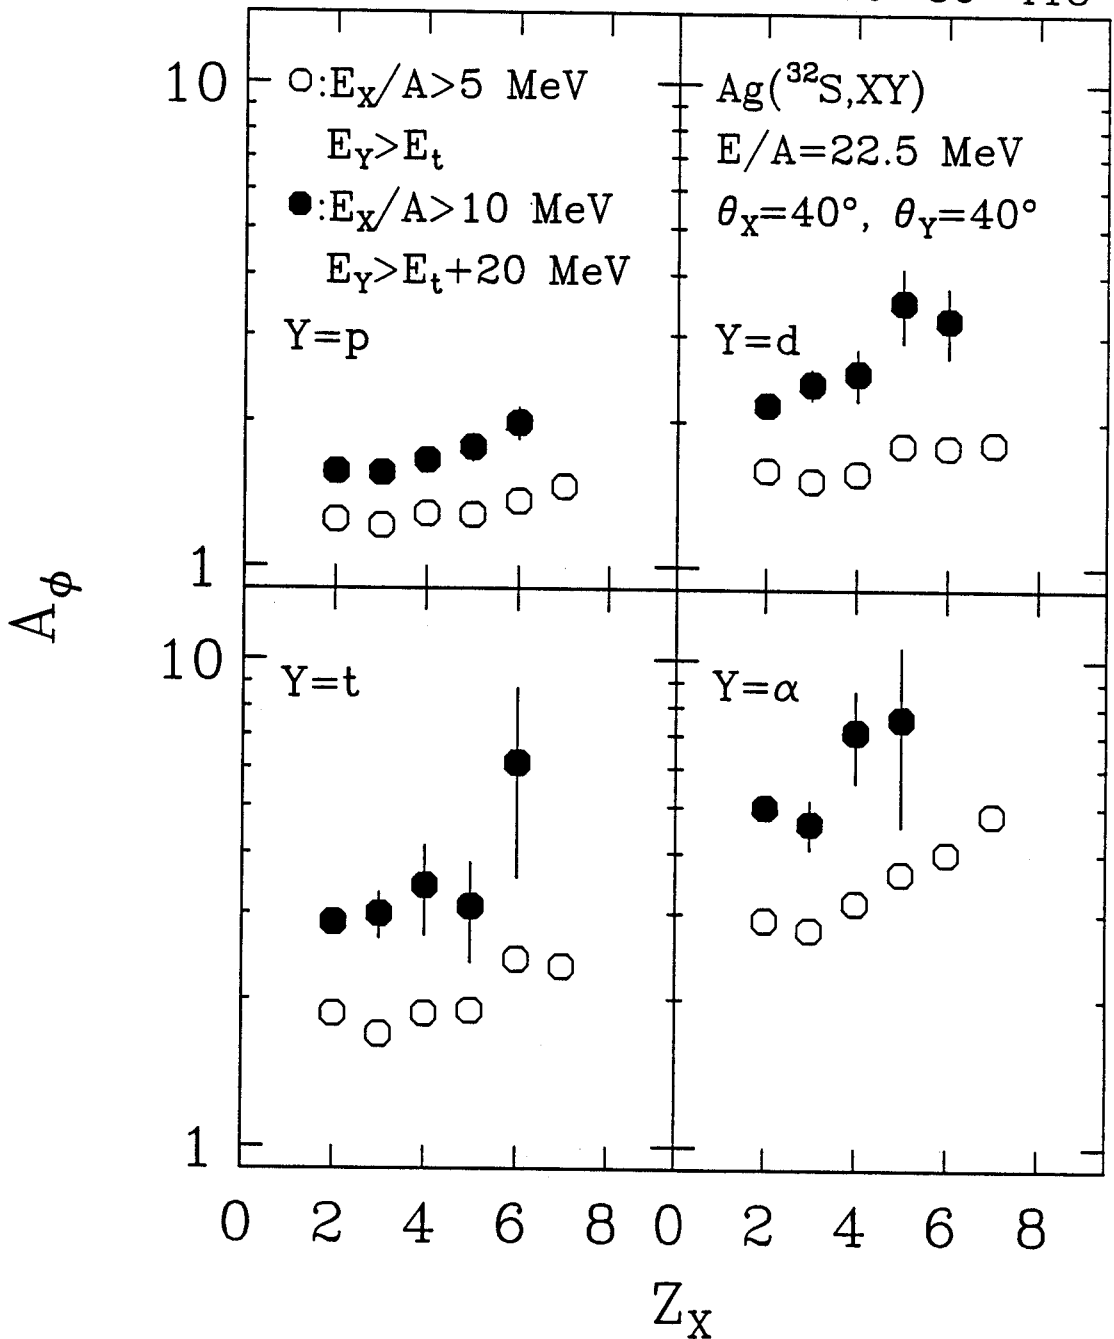 10
○:E_X/A>5 MeV
E_Y>E_t
●:E_X/A>10 MeV
E_Y>E_t+20 MeV
Y=p
1
Ag(³²S,XY)
E/A=22.5 MeV
θ_X=40°, θ_Y=40°
Y=d
A_ϕ
10
Y=t
1
Y=α
0 2 4 6 8 0 2 4 6 8
Z_X